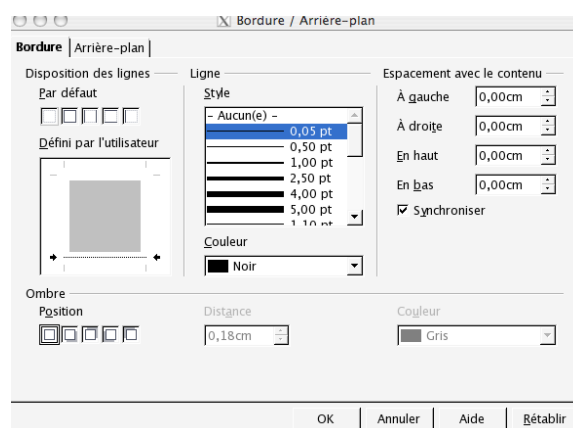 Bordure / Arrière-plan
Bordure Arrière-plan
Disposition des lignes
Par défaut
Défini par l'utilisateur
Ligne
Style
- Aucun(e) -
0,05 pt
0,50 pt
1,00 pt
2,50 pt
4,00 pt
5,00 pt
1,10 pt
Couleur
Noir
Espacement avec le contenu
À gauche 0,00cm
À droite 0,00cm
En haut 0,00cm
En bas 0,00cm
Synchroniser
Ombre
Position
Distance
0,18cm
Couleur
Gris
OK Annuler Aide Rétablir